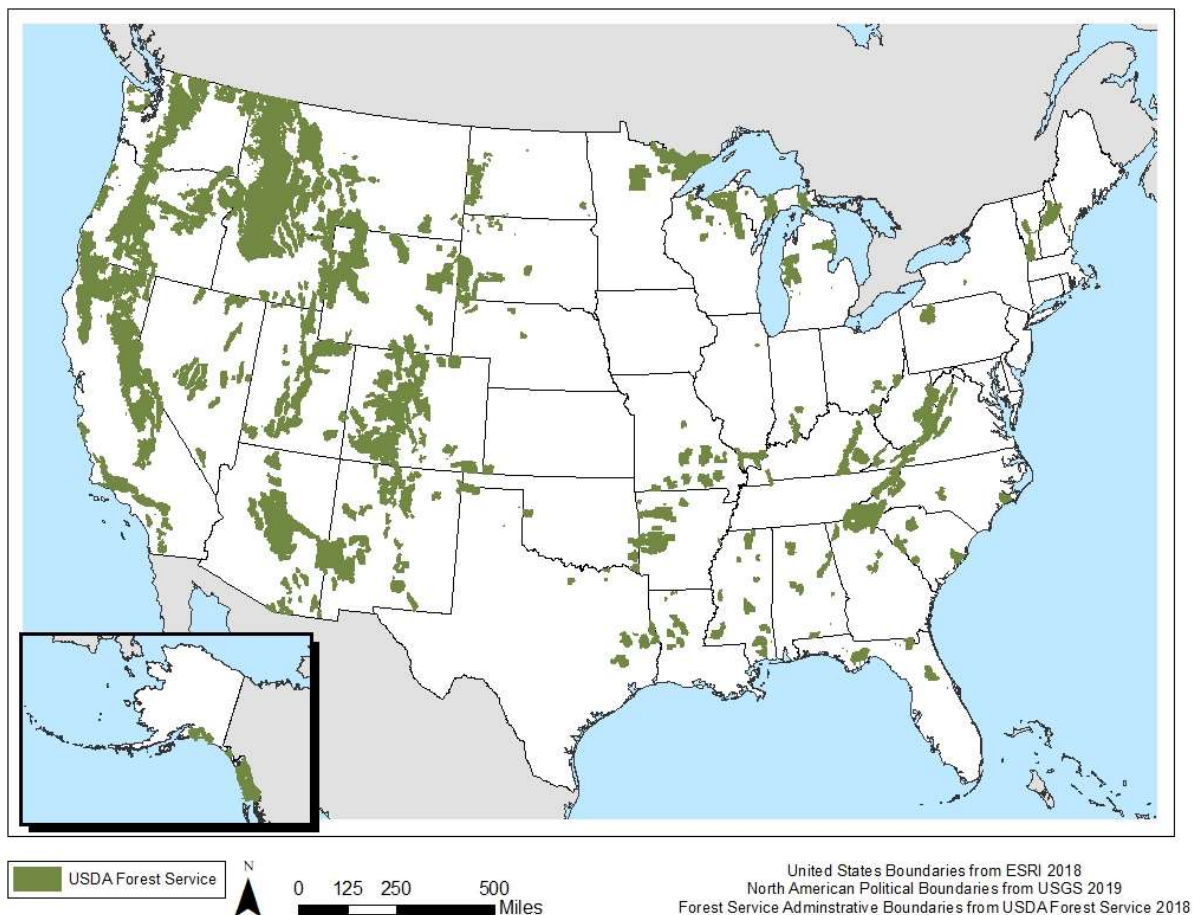 USDA Forest Service
N
0 125 250 500
Miles
United States Boundaries from ESRI 2018
North American Political Boundaries from USGS 2019
Forest Service Adminstrative Boundaries from USDA Forest Service 2018